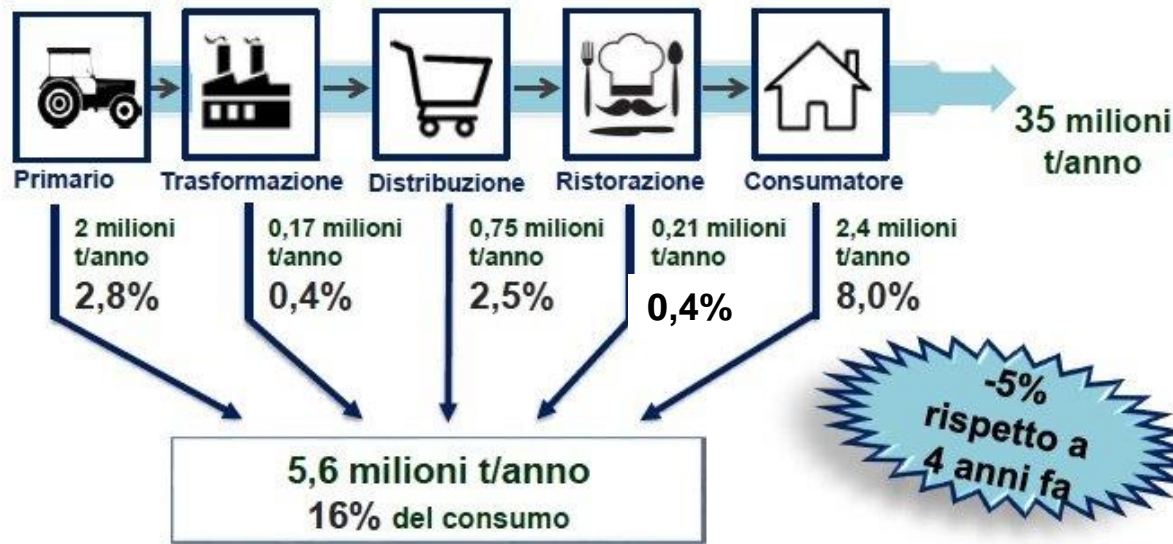 35 milioni
t/anno
Primario
Trasformazione
Distribuzione
Ristorazione
Consumatore
2 milioni
t/anno
2,8%
0,17 milioni
t/anno
0,4%
0,75 milioni
t/anno
2,5%
0,21 milioni
t/anno
0,4%
2,4 milioni
t/anno
8,0%
5,6 milioni t/anno
16% del consumo
-5%
rispetto a
4 anni fa